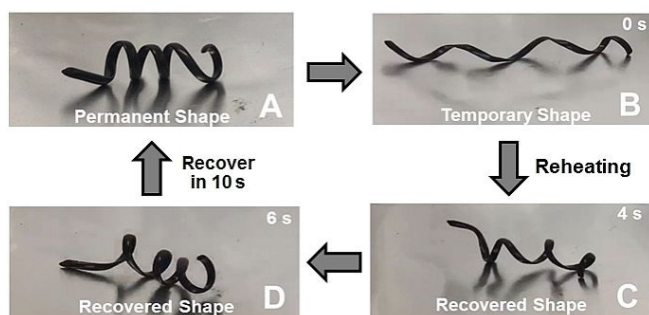 A
Permanent Shape
0 s
B
Temporary Shape
Recover
in 10 s
Reheating
6 s
D
Recovered Shape
4 s
C
Recovered Shape